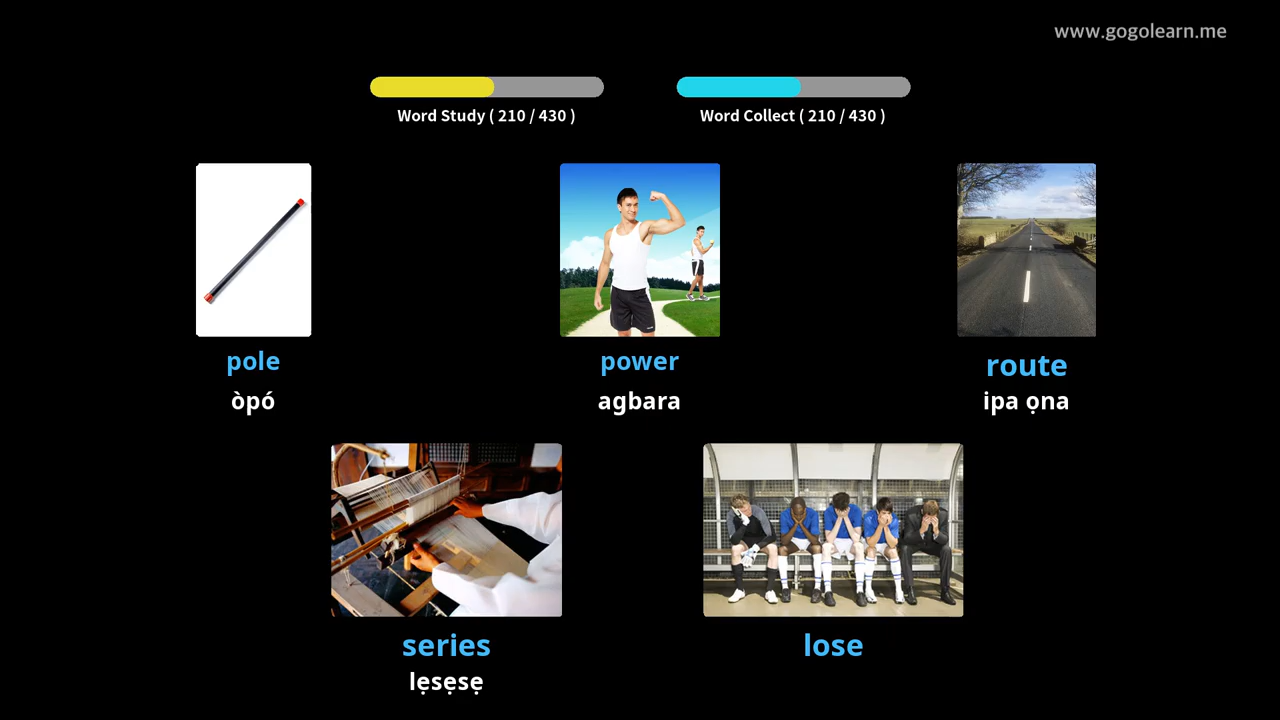 www.gogolearn.me
Word Study ( 210 / 430 )
Word Collect ( 210 / 430 )
pole
òpó
power
agbara
route
ipa ọna
series
lẹsẹsẹ
lose